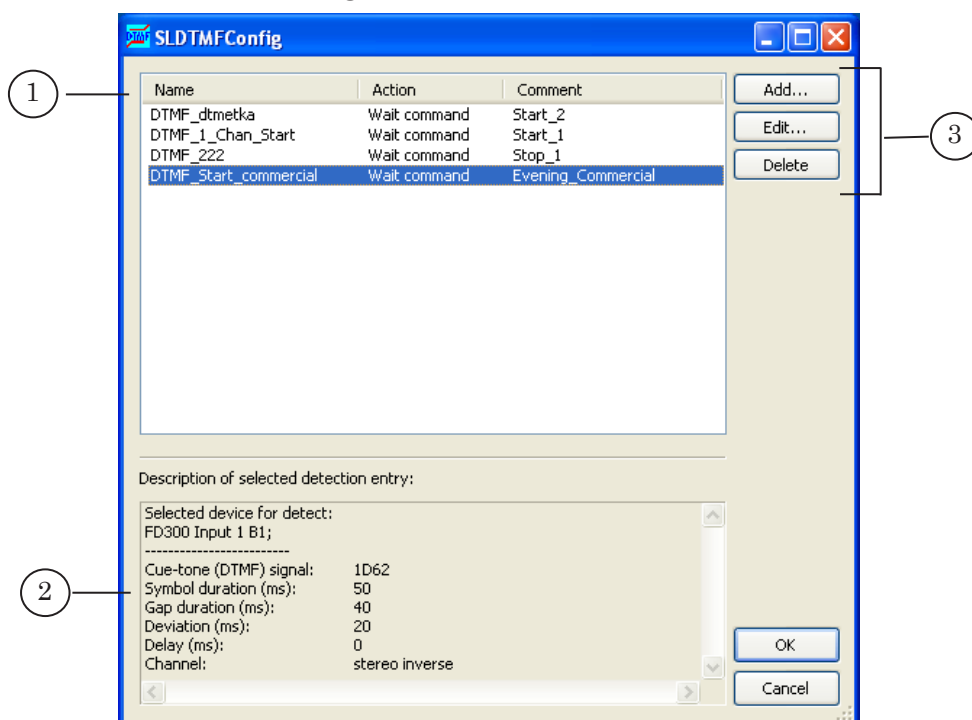 DTMF SLDTMFConfig
1
Name Action Comment
DTMF_dtmetka Wait command Start_2
DTMF_1_Chan_Start Wait command Start_1
DTMF_222 Wait command Stop_1
DTMF_Start_commercial Wait command Evening_Commercial
Add...
Edit...
Delete
3
Description of selected detection entry:
Selected device for detect:
FD300 Input 1 B1;
-------------------------
2
Cue-tone (DTMF) signal: 1D62
Symbol duration (ms): 50
Gap duration (ms): 40
Deviation (ms): 20
Delay (ms): 0
Channel: stereo inverse
OK
Cancel